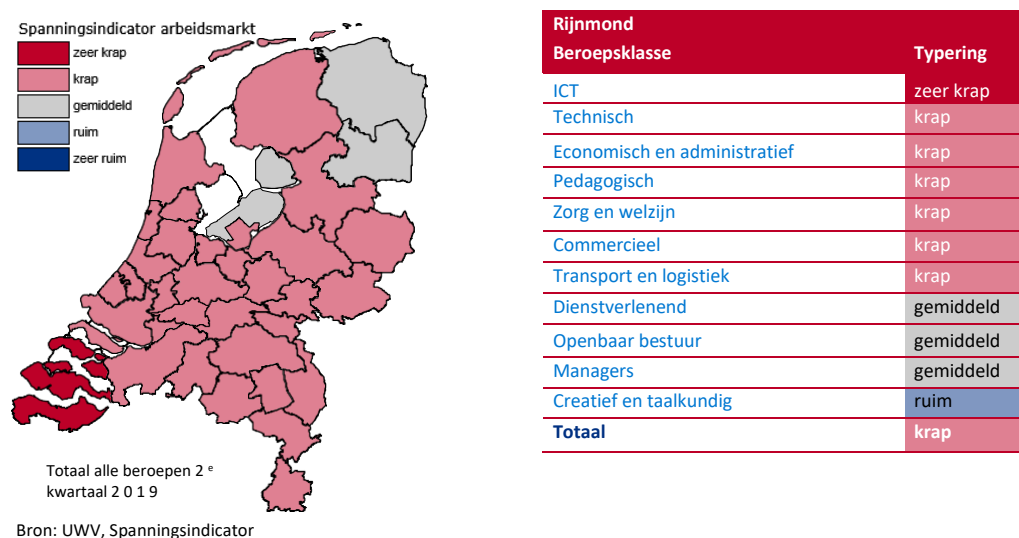 Spanningsindicator arbeidsmarkt
zeer krap
krap
gemiddeld
ruim
zeer ruim
Totaal alle beroepen 2 e
kwartaal 2 0 1 9
Bron: UWV, Spanningsindicator
Rijnmond
Beroepsklasse Typering
ICT zeer krap
Technisch krap
Economisch en administratief krap
Pedagogisch krap
Zorg en welzijn krap
Commercieel krap
Transport en logistiek krap
Dienstverlenend gemiddeld
Openbaar bestuur gemiddeld
Managers gemiddeld
Creatief en taalkundig ruim
Totaal krap